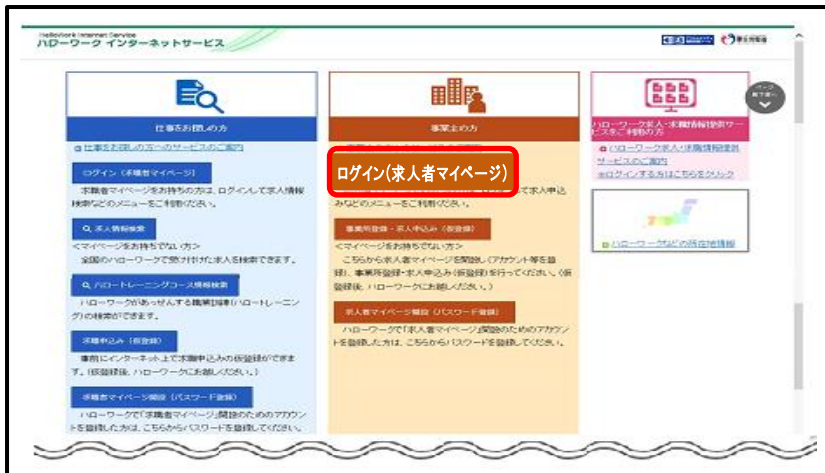 HelloWork Internet Service
ハローワーク インターネットサービス
厚生労働省
仕事をお探しの方
仕事をお探しの方へのサービスのご案内
ログイン（求職者マイページ）
求職者マイページをお持ちの方は、ログインして求人情報
検索などのメニューをご利用ください。
求人情報検索
<マイページをお持ちでない方>
全国のハローワークで受け付けた求人を検索できます。
ハロートレーニングコース情報検索
ハローワークがあっせんする職業訓練(ハロートレーニン
グ)の検索ができます。
求職申込み（仮登録）
事前にインターネット上で求職申込みの仮登録ができま
す。(仮登録後、ハローワークにお越しください。)
求職者マイページ開設（パスワード登録）
ハローワークで「求職者マイページ」開設のためのアカウン
トを登録した方は、こちらからパスワードを登録してください。
事業主の方
ログイン(求人者マイページ)
して求人申込
みなどのメニューをご利用ください。
事業所登録・求人申込み（仮登録）
<マイページをお持ちでない方>
こちらから求人者マイページを開設し(アカウント等を登
録)、事業所登録・求人申込み(仮登録)を行ってください。(仮
登録後、ハローワークにお越しください。)
求人者マイページ開設（パスワード登録）
ハローワークで「求人者マイページ」開設のためのアカウン
トを登録した方は、こちらからパスワードを登録してください。
ハローワーク求人・求職情報提供サー
ビスをご利用の方
ハローワーク求人・求職情報提供
サービスのご案内
※ログインする方はこちらをクリック
ハローワークなどの所在地情報